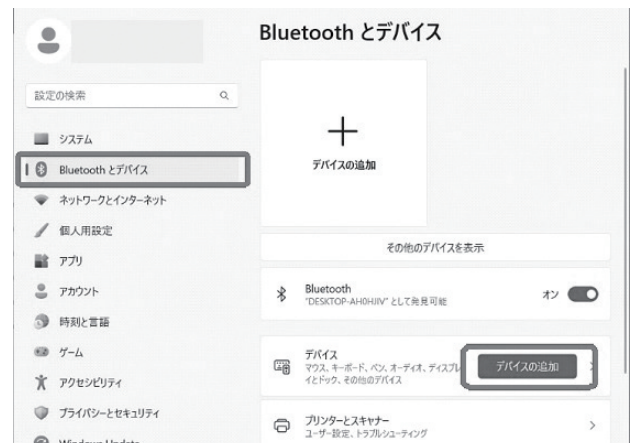 Bluetooth とデバイス
設定の検索
システム
Bluetooth とデバイス
ネットワークとインターネット
個人用設定
アプリ
アカウント
時刻と言語
ゲーム
アクセシビリティ
プライバシーとセキュリティ
Windows Update
デバイスの追加
その他のデバイスを表示
Bluetooth
"DESKTOP-AH0HJIV" として発見可能
オン
デバイス
マウス、キーボード、ペン、オーディオ、ディスプレ
イとドック、その他のデバイス
デバイスの追加
プリンターとスキャナー
ユーザー設定、トラブルシューティング